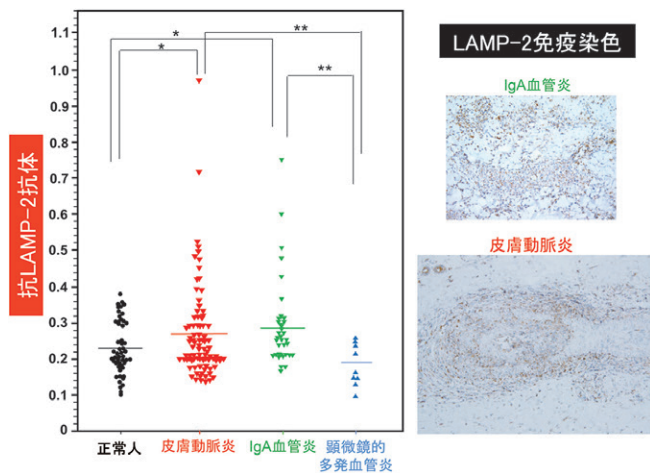 抗LAMP-2抗体
1.1
1.0
0.9
0.8
0.7
0.6
0.5
0.4
0.3
0.2
0.1
0
*
*
**
**
正常人
皮膚動脈炎
IgA血管炎
顕微鏡的
多発血管炎
LAMP-2免疫染色
IgA血管炎
皮膚動脈炎